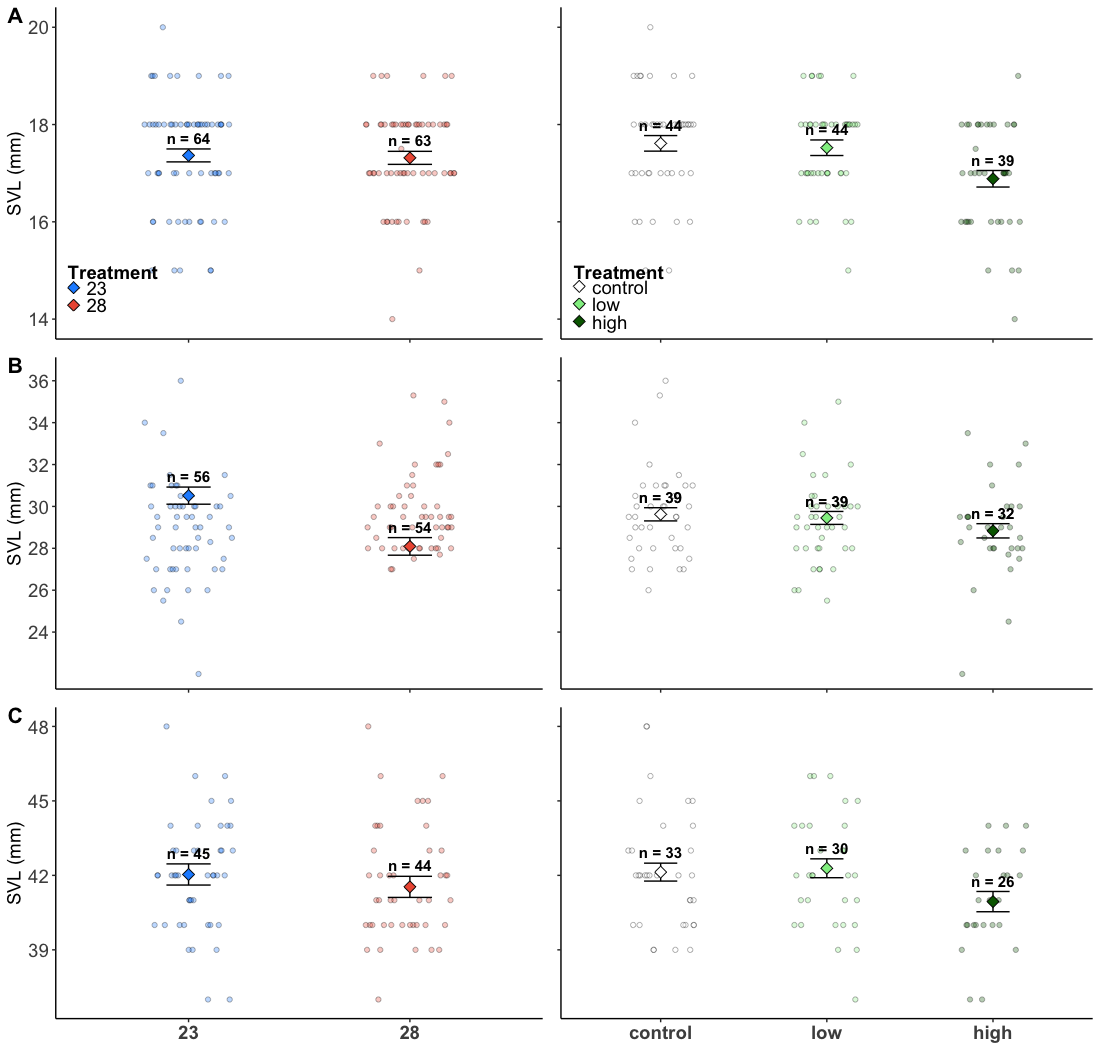 A
SVL (mm)
20
18
16
14
n = 64
n = 63
Treatment
23
28
n = 44
n = 44
n = 39
Treatment
control
low
high
B
SVL (mm)
36
34
32
30
28
26
24
n = 56
n = 54
n = 39
n = 39
n = 32
C
SVL (mm)
48
45
42
39
n = 45
n = 44
n = 33
n = 30
n = 26
23
28
control
low
high